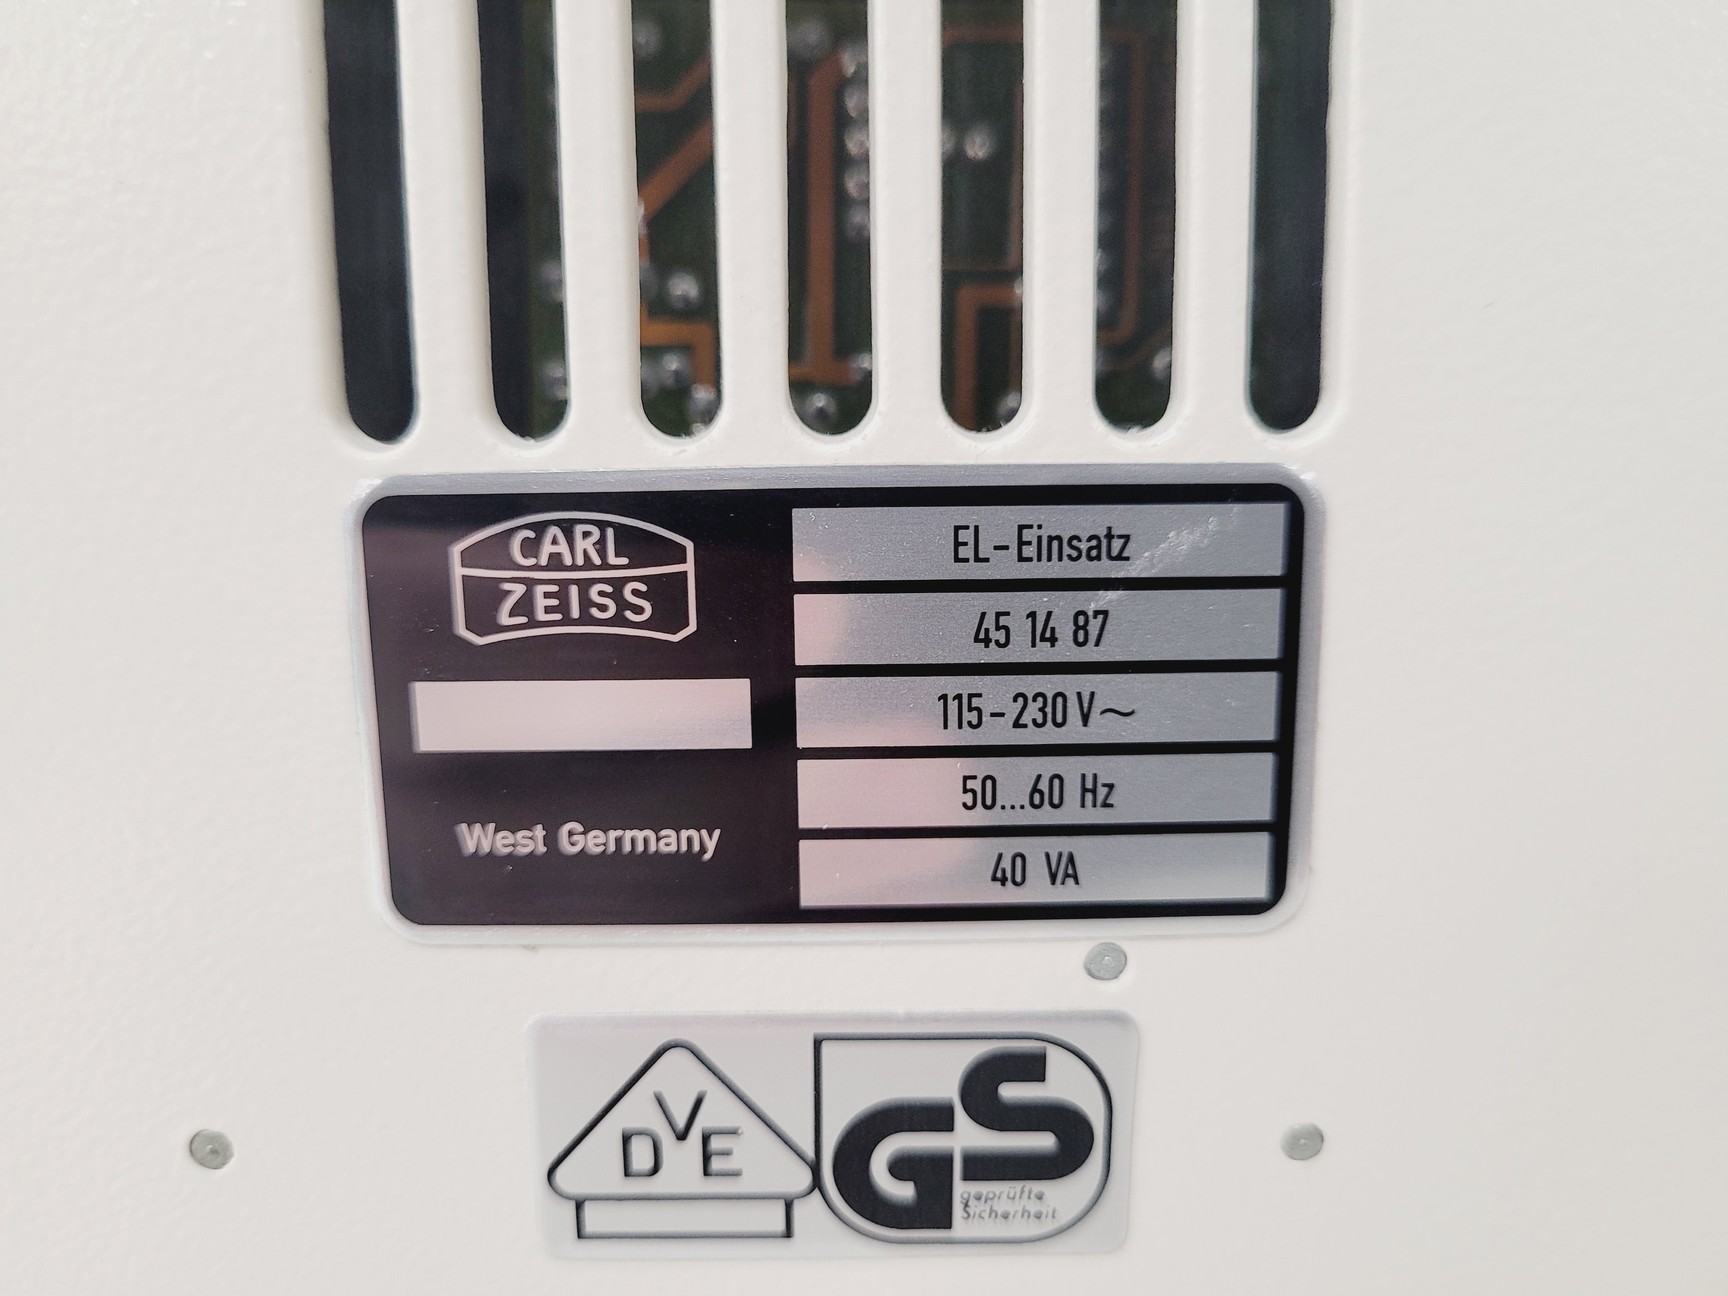 CARL
ZEISS
West Germany
EL-Einsatz
45 14 87
115-230 V~
50...60 Hz
40 VA
DVE
GS
geprüfte
Sicherheit